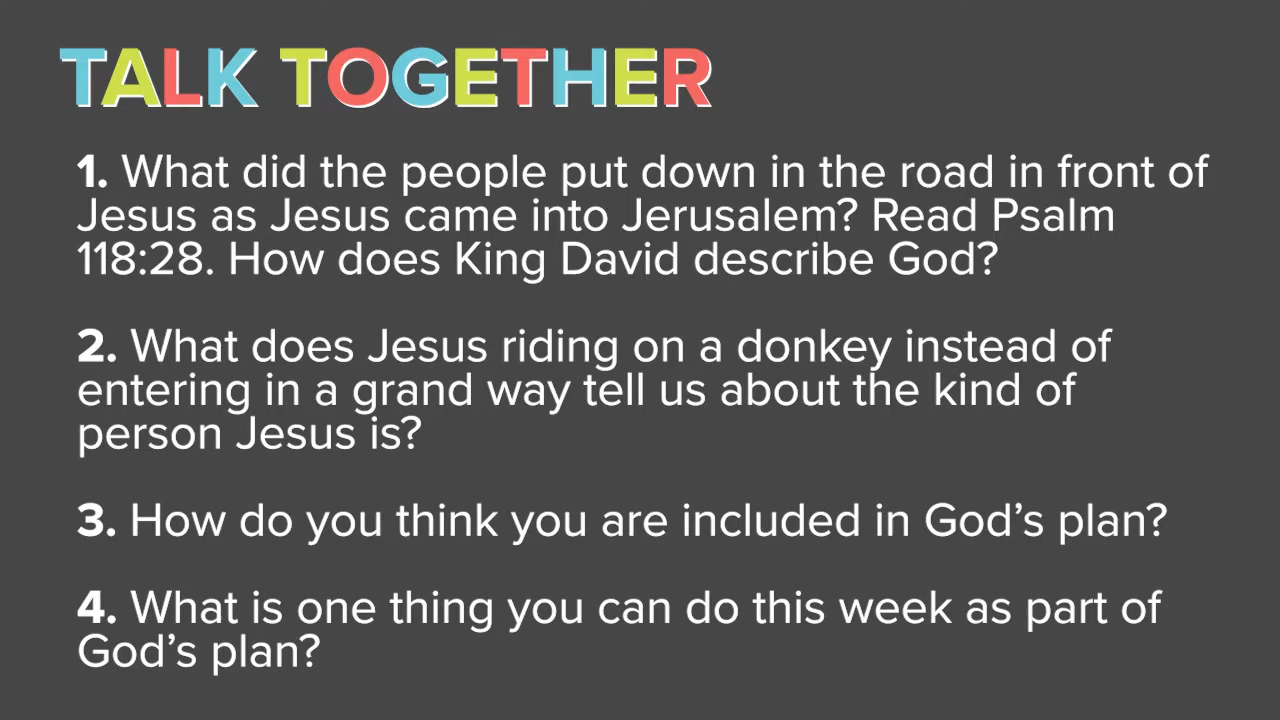 TALK TOGETHER
1. What did the people put down in the road in front of
Jesus as Jesus came into Jerusalem? Read Psalm
118:28. How does King David describe God?
2. What does Jesus riding on a donkey instead of
entering in a grand way tell us about the kind of
person Jesus is?
3. How do you think you are included in God’s plan?
4. What is one thing you can do this week as part of
God’s plan?